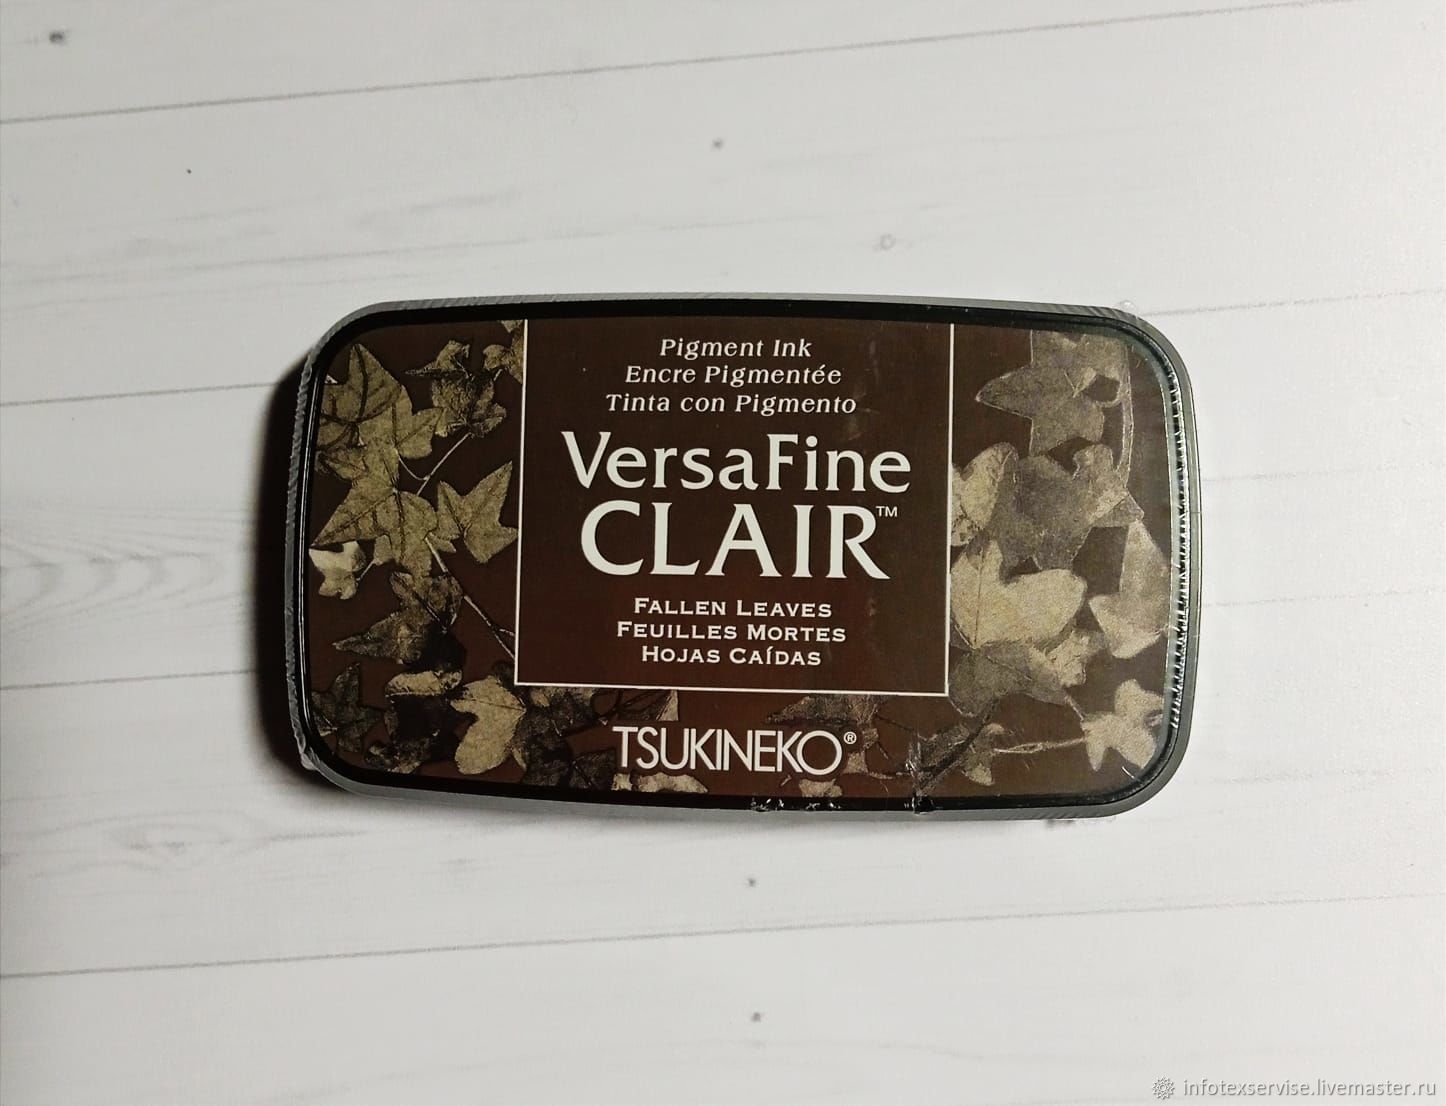 Pigment Ink
Encre Pigmentée
Tinta con Pigmento
VersaFine
CLAIR™
FALLEN LEAVES
FEUILLES MORTES
HOJAS CAÍDAS
TSUKINEKO®
infotexservise.livemaster.ru